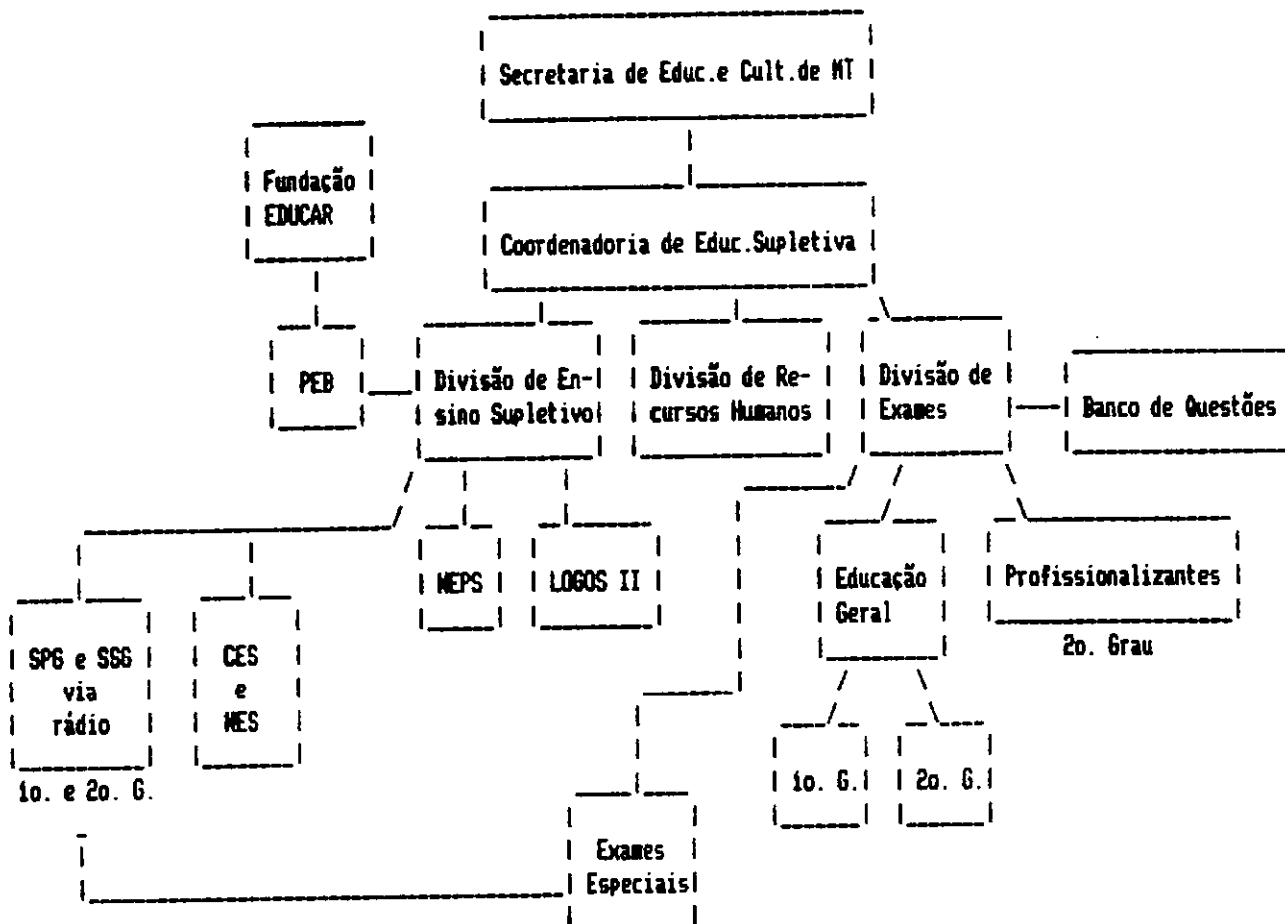 Secretaria de Educ.e Cult.de MT
Fundação
EDUCAR
Coordenadoria de Educ.Supletiva
PEB
Divisão de En-
sino Supletivo
Divisão de Re-
cursos Humanos
Divisão de
Exames
Banco de Questões
NEPS
LOGOS II
Educação
Geral
Profissionalizantes
2o. Grau
SPG e SSG
via
rádio
1o. e 2o. G.
CES
e
NES
1o. G.
2o. G.
Exames
Especiais